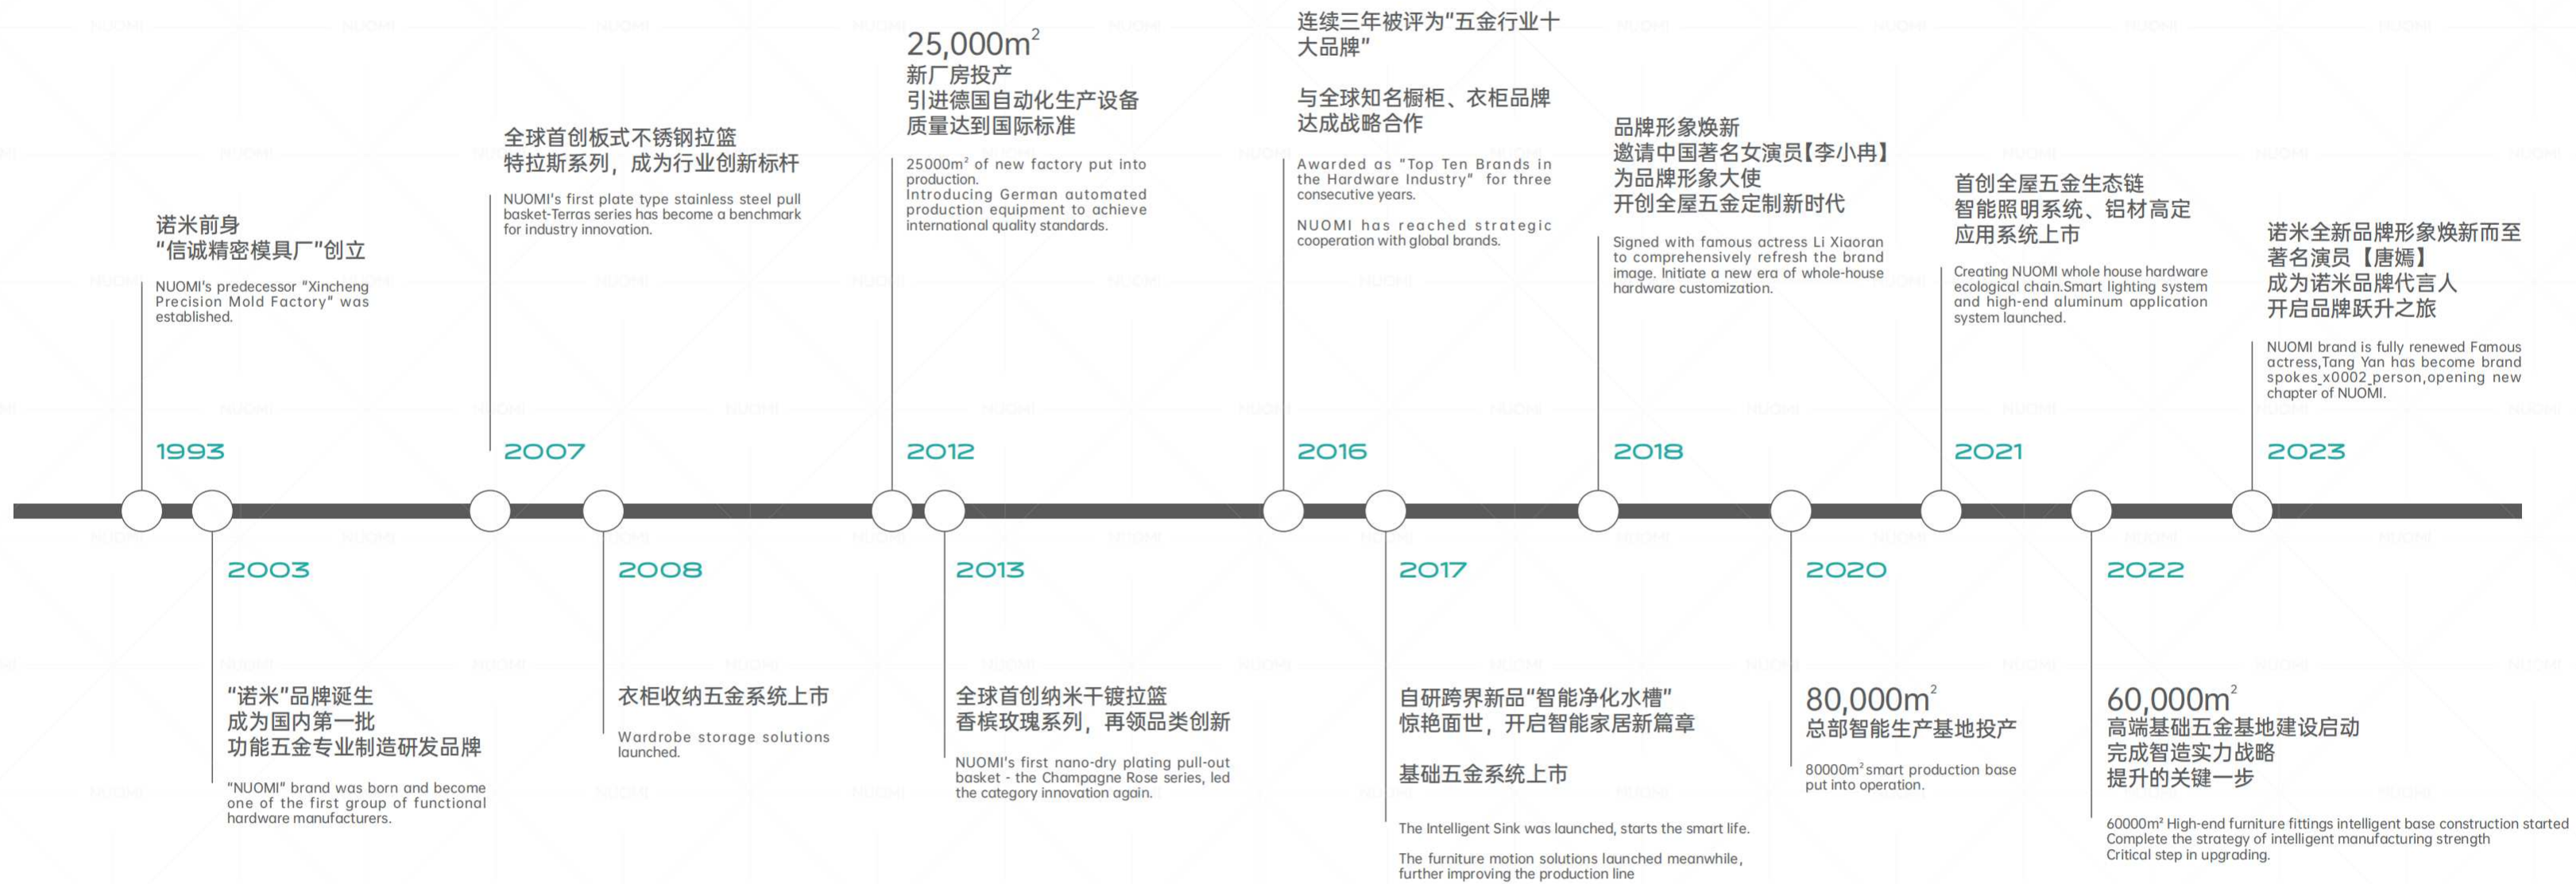 诺米前身
“信诚精密模具厂”创立
NUOMI's predecessor "Xincheng
Precision Mold Factory" was
established.
1993
2003
“诺米”品牌诞生
成为国内第一批
功能五金专业制造研发品牌
“NUOMI” brand was born and become
one of the first group of functional
hardware manufacturers.
全球首创板式不锈钢拉篮
特拉斯系列，成为行业创新标杆
NUOMI's first plate type stainless steel pull
basket-Terras series has become a benchmark
for industry innovation.
2007
2008
衣柜收纳五金系统上市
Wardrobe storage solutions
launched.
25,000m²
新厂房投产
引进德国自动化生产设备
质量达到国际标准
25000m² of new factory put into
production.
Introducing German automated
production equipment to achieve
international quality standards.
2012
2013
全球首创纳米干镀拉篮
香槟玫瑰系列，再领品类创新
NUOMI's first nano-dry plating pull-out
basket - the Champagne Rose series, led
the category innovation again.
连续三年被评为“五金行业十
大品牌”
与全球知名橱柜、衣柜品牌
达成战略合作
Awarded as "Top Ten Brands in
the Hardware Industry" for three
consecutive years.
NUOMI has reached strategic
cooperation with global brands.
2016
2017
自研跨界新品“智能净化水槽”
惊艳面世，开启智能家居新篇章
基础五金系统上市
The Intelligent Sink was launched, starts the smart life.
The furniture motion solutions launched meanwhile,
further improving the production line
品牌形象焕新
邀请中国著名女演员【李小冉】
为品牌形象大使
开创全屋五金定制新时代
Signed with famous actress Li Xiaoran
to comprehensively refresh the brand
image. Initiate a new era of whole-house
hardware customization.
2018
2020
80,000m²
总部智能生产基地投产
80000m² smart production base
put into operation.
首创全屋五金生态链
智能照明系统、铝材高定
应用系统上市
Creating NUOMI whole house hardware
ecological chain.Smart lighting system
and high-end aluminum application
system launched.
2021
2022
60,000m²
高端基础五金基地建设启动
完成智造实力战略
提升的关键一步
60000m² High-end furniture fittings intelligent base construction started
Complete the strategy of intelligent manufacturing strength
Critical step in upgrading.
诺米全新品牌形象焕新而至
著名演员【唐嫣】
成为诺米品牌代言人
开启品牌跃升之旅
NUOMI brand is fully renewed Famous
actress,Tang Yan has become brand
spokes_x0002_person,opening new
chapter of NUOMI.
2023